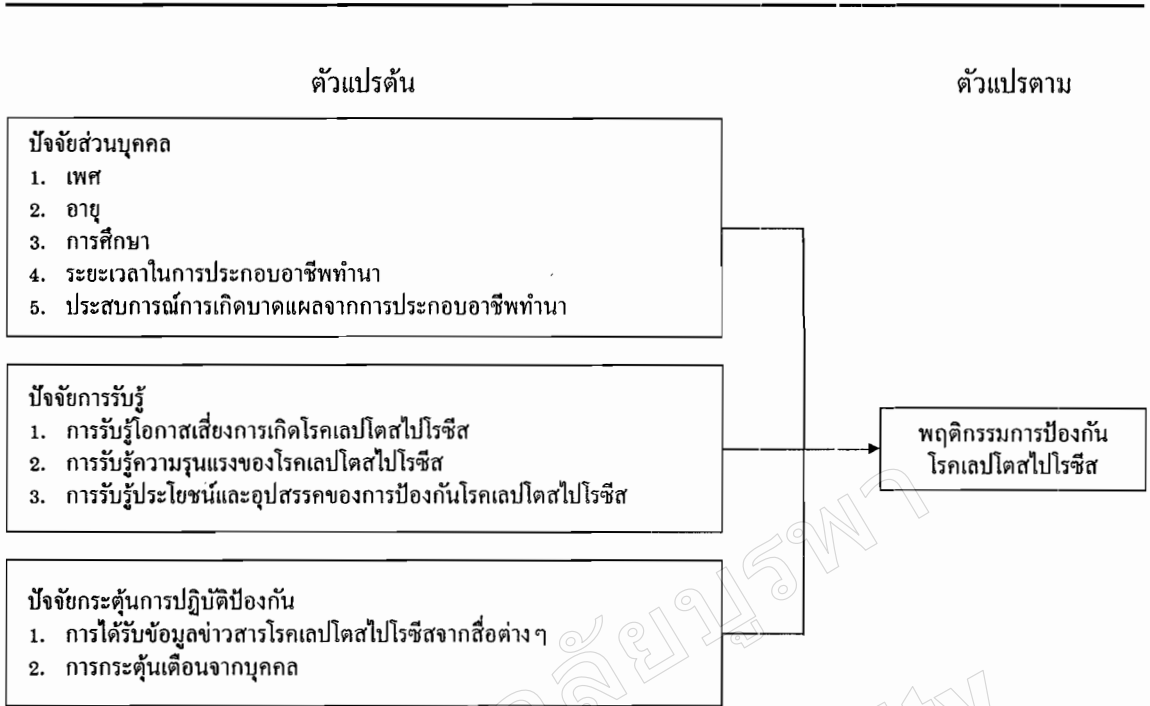 ตัวแปรต้น
ตัวแปรตาม
ปัจจัยส่วนบุคคล
1. เพศ
2. อายุ
3. การศึกษา
4. ระยะเวลาในการประกอบอาชีพทำนา
5. ประสบการณ์การเกิดบาดแผลจากการประกอบอาชีพทำนา
ปัจจัยการรับรู้
1. การรับรู้โอกาสเสี่ยงการเกิดโรคเลปโตสไปโรซีส
2. การรับรู้ความรุนแรงของโรคเลปโตสไปโรซีส
3. การรับรู้ประโยชน์และอุปสรรคของการป้องกันโรคเลปโตสไปโรซีส
ปัจจัยกระตุ้นการปฏิบัติป้องกัน
1. การได้รับข้อมูลข่าวสารโรคเลปโตสไปโรซีสจากสื่อต่าง ๆ
2. การกระตุ้นเตือนจากบุคคล
พฤติกรรมการป้องกัน
โรคเลปโตสไปโรซีส